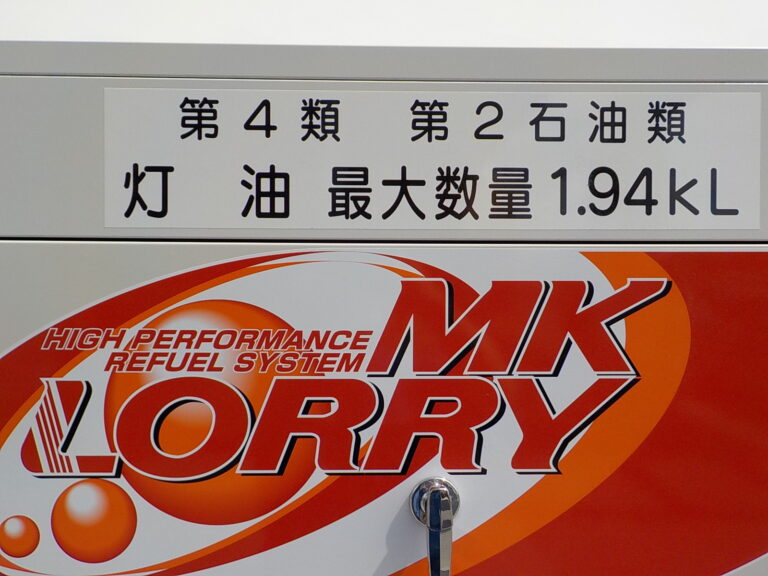 第4類 第2石油類
灯 油 最大数量1.94kL
HIGH PERFORMANCE
REFUEL SYSTEM
MK
LORRY